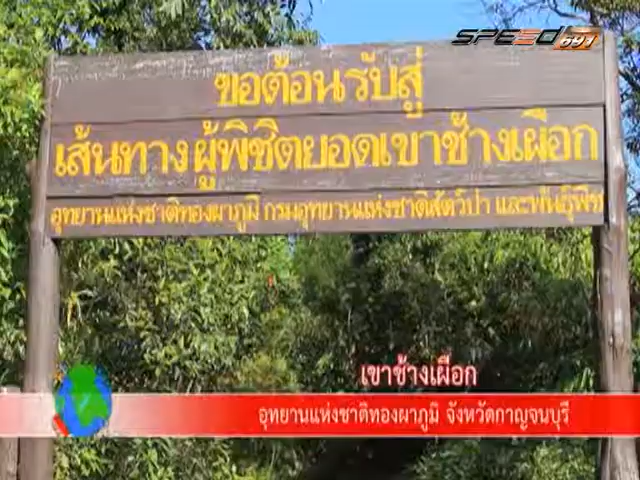 SPEED 691
ขอต้อนรับสู่
เส้นทาง ผู้พิชิตยอดเขาช้างเผือก
อุทยานแห่งชาติทองผาภูมิ กรมอุทยานแห่งชาติสัตว์ป่า และพันธุ์พืช
เขาช้างเผือก
อุทยานแห่งชาติทองผาภูมิ จังหวัดกาญจนบุรี